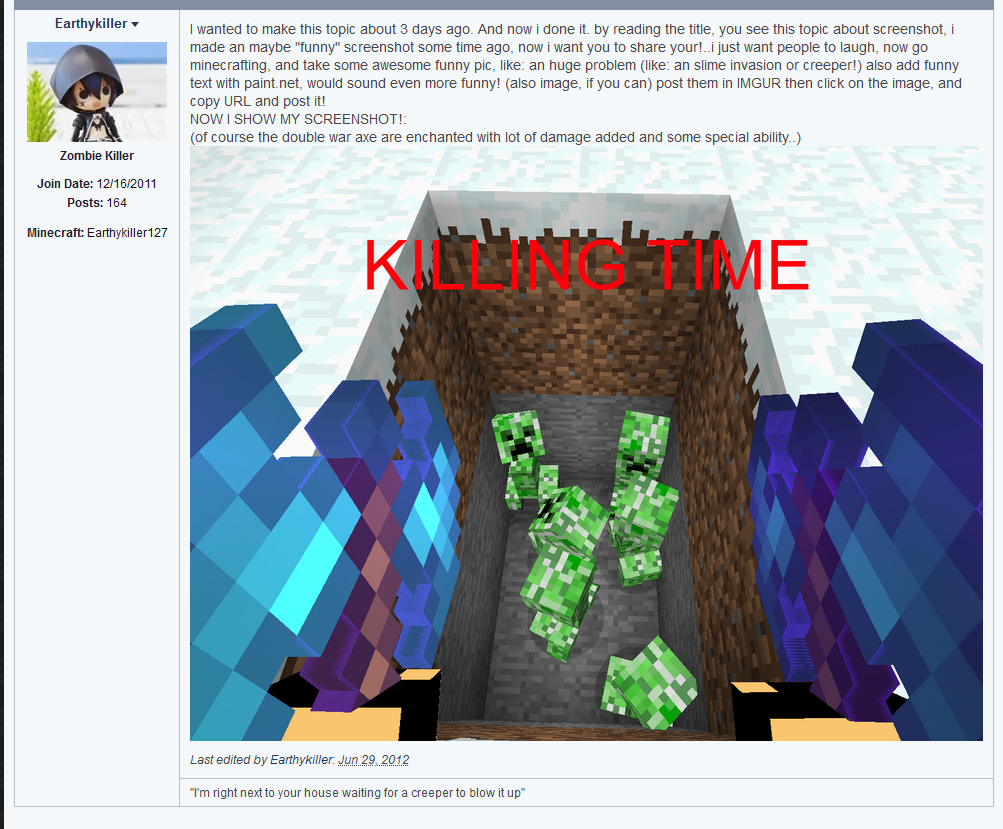 Earthykiller
Zombie Killer
Join Date: 12/16/2011
Posts: 164
Minecraft: Earthykiller127
I wanted to make this topic about 3 days ago. And now i done it. by reading the title, you see this topic about screenshot, i
made an maybe "funny" screenshot some time ago, now i want you to share your!..i just want people to laugh, now go
minecrafting, and take some awesome funny pic, like: an huge problem (like: an slime invasion or creeper!) also add funny
text with paint.net, would sound even more funny! (also image, if you can) post them in IMGUR then click on the image, and
copy URL and post it!
NOW I SHOW MY SCREENSHOT!:
(of course the double war axe are enchanted with lot of damage added and some special ability..)
KILLING TIME
Last edited by Earthykiller: Jun 29, 2012
"I'm right next to your house waiting for a creeper to blow it up"